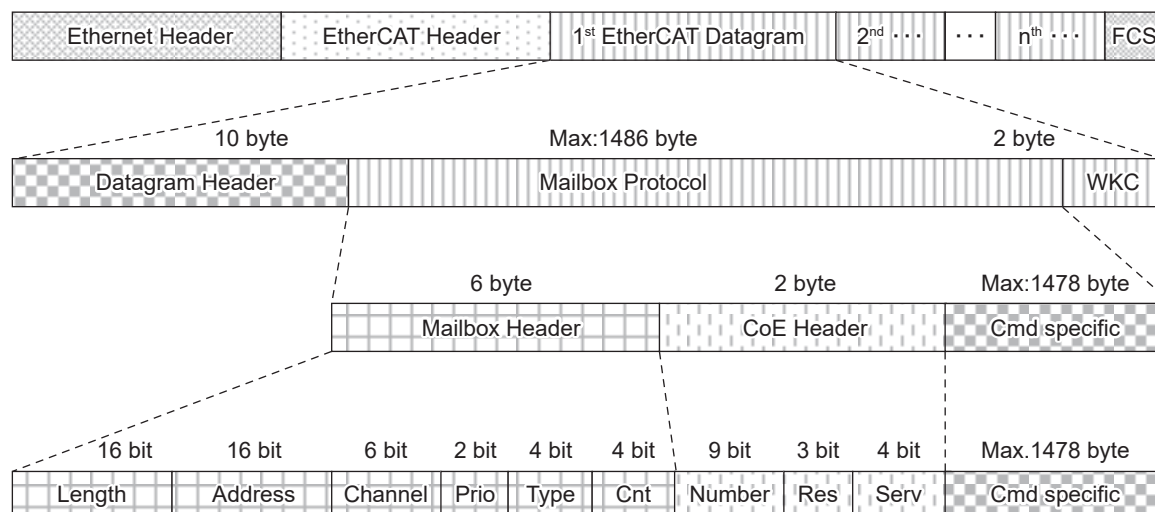 Ethernet Header EtherCAT Header 1st EtherCAT Datagram 2nd ··· ··· nth ··· FCS
10 byte Max:1486 byte 2 byte
Datagram Header Mailbox Protocol WKC
6 byte 2 byte Max:1478 byte
Mailbox Header CoE Header Cmd specific
16 bit 16 bit 6 bit 2 bit 4 bit 4 bit 9 bit 3 bit 4 bit Max.1478 byte
Length Address Channel Prio Type Cnt Number Res Serv Cmd specific